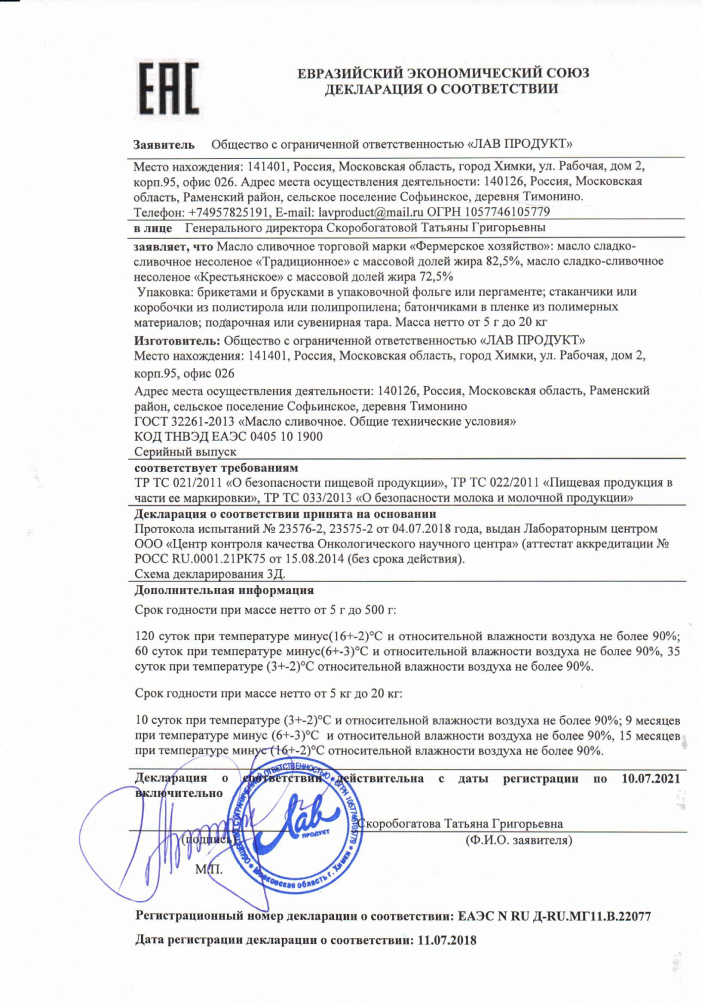 ЕАС
ЕВРАЗИЙСКИЙ ЭКОНОМИЧЕСКИЙ СОЮЗ
ДЕКЛАРАЦИЯ О СООТВЕТСТВИИ
Заявитель Общество с ограниченной ответственностью «ЛАВ ПРОДУКТ»
Место нахождения: 141401, Россия, Московская область, город Химки, ул. Рабочая, дом 2,
корп.95, офис 026. Адрес места осуществления деятельности: 140126, Россия, Московская
область, Раменский район, сельское поселение Софьинское, деревня Тимонино.
Телефон: +74957825191, E-mail: lavproduct@mail.ru ОГРН 1057746105779
в лице Генерального директора Скоробогатовой Татьяны Григорьевны
заявляет, что Масло сливочное торговой марки «Фермерское хозяйство»: масло сладко-
сливочное несоленое «Традиционное» с массовой долей жира 82,5%, масло сладко-сливочное
несоленое «Крестьянское» с массовой долей жира 72,5%
Упаковка: брикетами и брусками в упаковочной фольге или пергаменте; стаканчики или
коробочки из полистирола или полипропилена; батончиками в пленке из полимерных
материалов; подарочная или сувенирная тара. Масса нетто от 5 г до 20 кг
Изготовитель: Общество с ограниченной ответственностью «ЛАВ ПРОДУКТ»
Место нахождения: 141401, Россия, Московская область, город Химки, ул. Рабочая, дом 2,
корп.95, офис 026
Адрес места осуществления деятельности: 140126, Россия, Московская область, Раменский
район, сельское поселение Софьинское, деревня Тимонино
ГОСТ 32261-2013 «Масло сливочное. Общие технические условия»
КОД ТНВЭД ЕАЭС 0405 10 1900
Серийный выпуск
соответствует требованиям
ТР ТС 021/2011 «О безопасности пищевой продукции», ТР ТС 022/2011 «Пищевая продукция в
части ее маркировки», ТР ТС 033/2013 «О безопасности молока и молочной продукции»
Декларация о соответствии принята на основании
Протокола испытаний № 23576-2, 23575-2 от 04.07.2018 года, выдан Лабораторным центром
ООО «Центр контроля качества Онкологического научного центра» (аттестат аккредитации №
РОСС RU.0001.21РК75 от 15.08.2014 (без срока действия).
Схема декларирования 3Д.
Дополнительная информация
Срок годности при массе нетто от 5 г до 500 г:
120 суток при температуре минус(16+-2)°С и относительной влажности воздуха не более 90%;
60 суток при температуре минус(6+-3)°С и относительной влажности воздуха не более 90%, 35
суток при температуре (3+-2)°С относительной влажности воздуха не более 90%.
Срок годности при массе нетто от 5 кг до 20 кг:
10 суток при температуре (3+-2)°С и относительной влажности воздуха не более 90%; 9 месяцев
при температуре минус (6+-3)°С и относительной влажности воздуха не более 90%, 15 месяцев
при температуре минус (16+-2)°С относительной влажности воздуха не более 90%.
Декларация о соответствии действительна с даты регистрации по 10.07.2021
включительно
Скоробогатова Татьяна Григорьевна
(подпись) (Ф.И.О. заявителя)
М.П.
Лав
ПРОДУКТ
ОГРН 1057746105779
Московская область г. Химки
Регистрационный номер декларации о соответствии: ЕАЭС N RU Д-RU.МГ11.В.22077
Дата регистрации декларации о соответствии: 11.07.2018